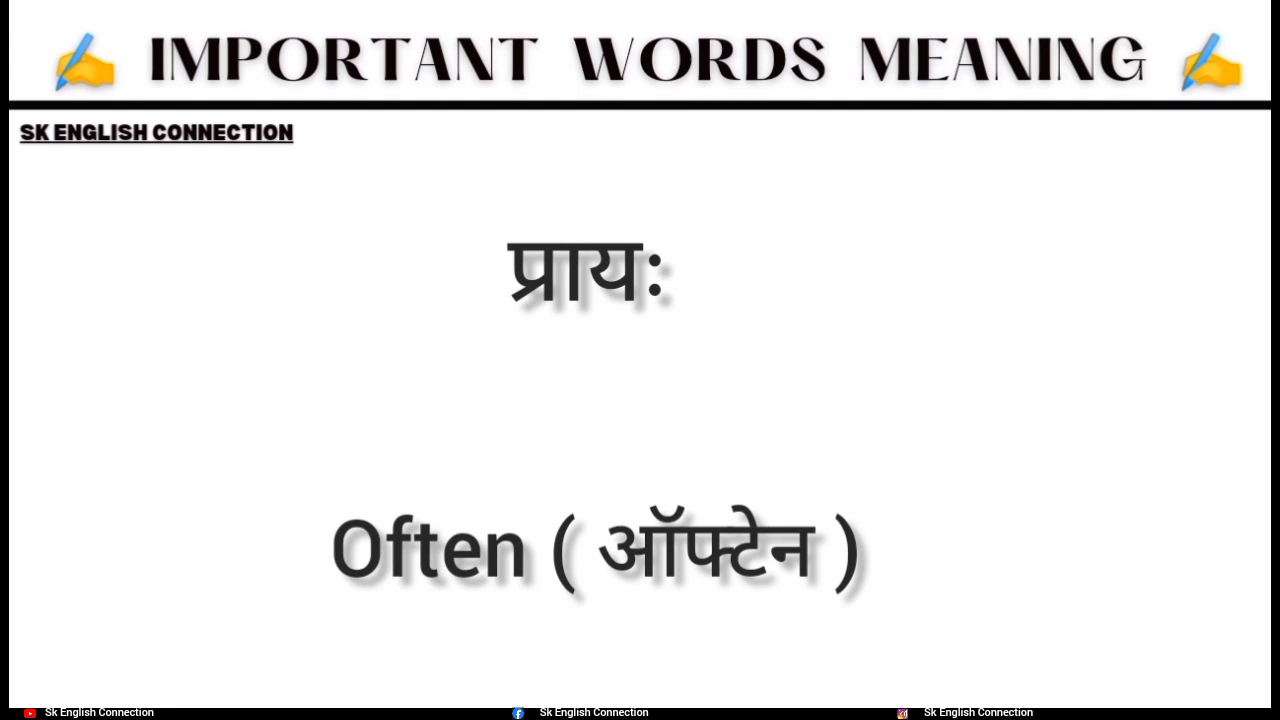 ✍️ IMPORTANT WORDS MEANING ✍️
SK ENGLISH CONNECTION
प्रायः
Often ( ऑफ्टेन )
Sk English Connection Sk English Connection Sk English Connection